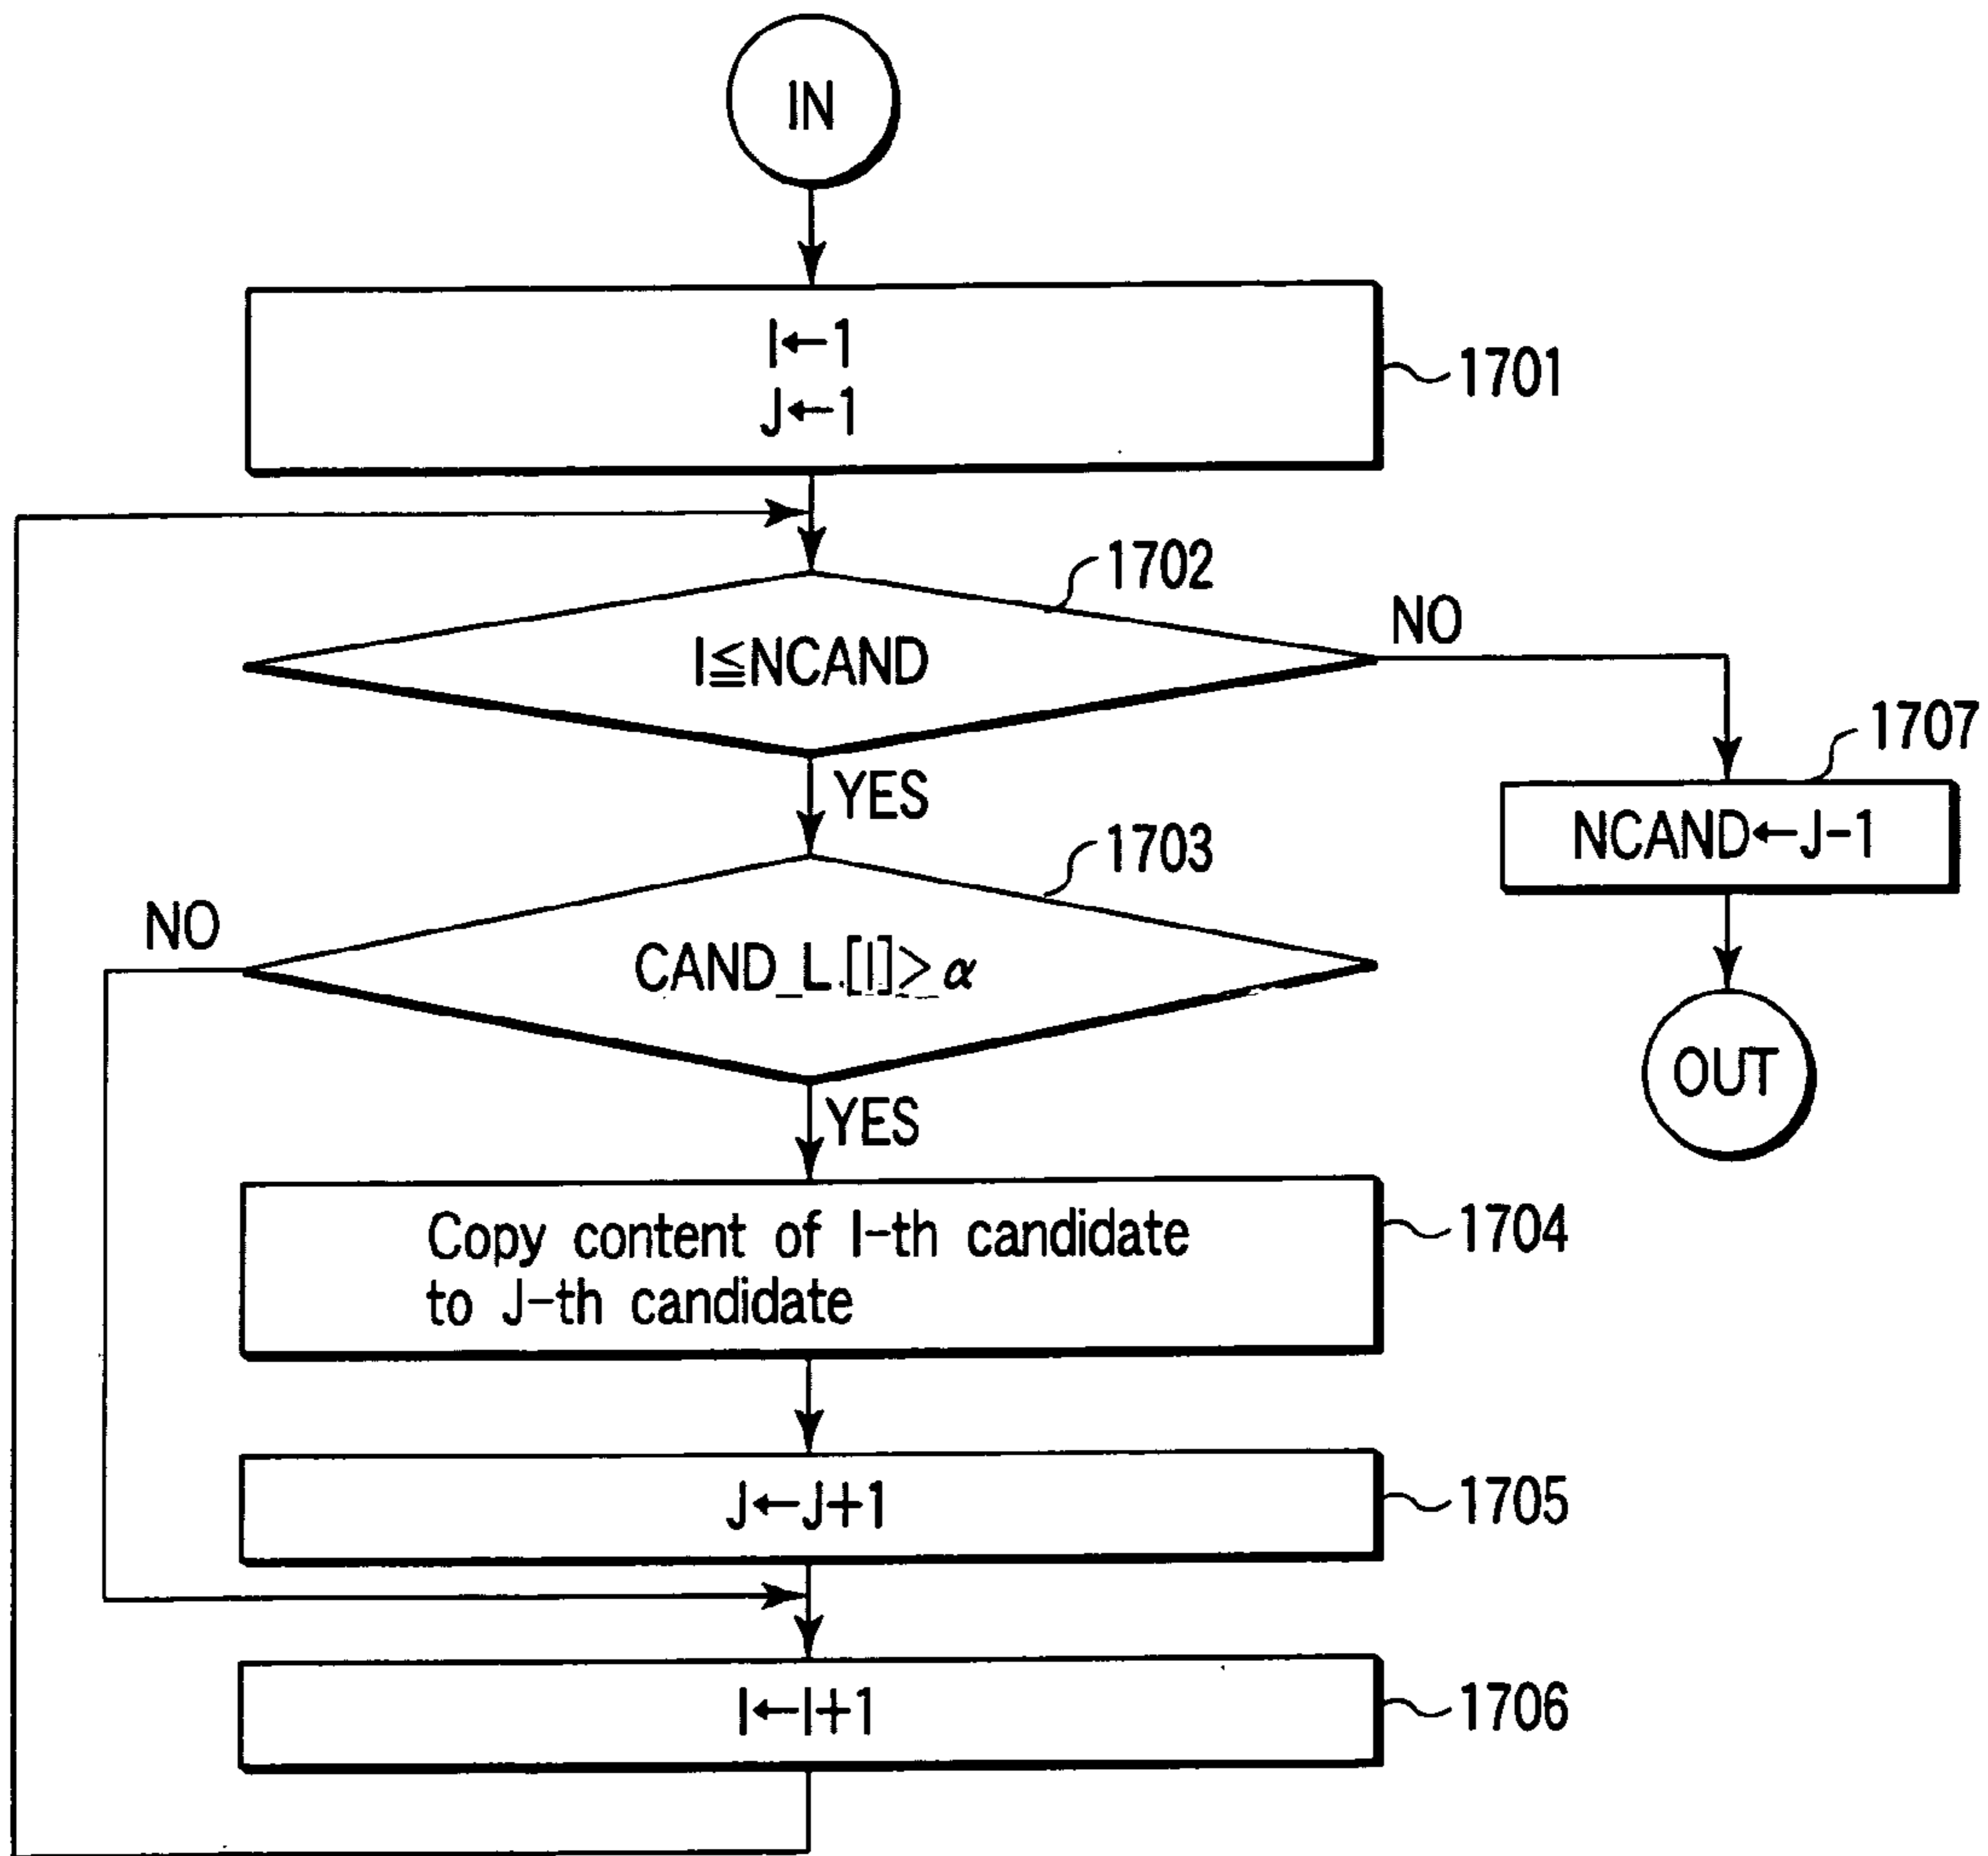 IN
I←1
J←1
1701
1702
I≦NCAND
NO
YES
1707
NCAND←J-1
OUT
1703
NO
CAND_L.[I]>α
YES
Copy content of I-th candidate
to J-th candidate
1704
J←J+1
1705
I←I+1
1706